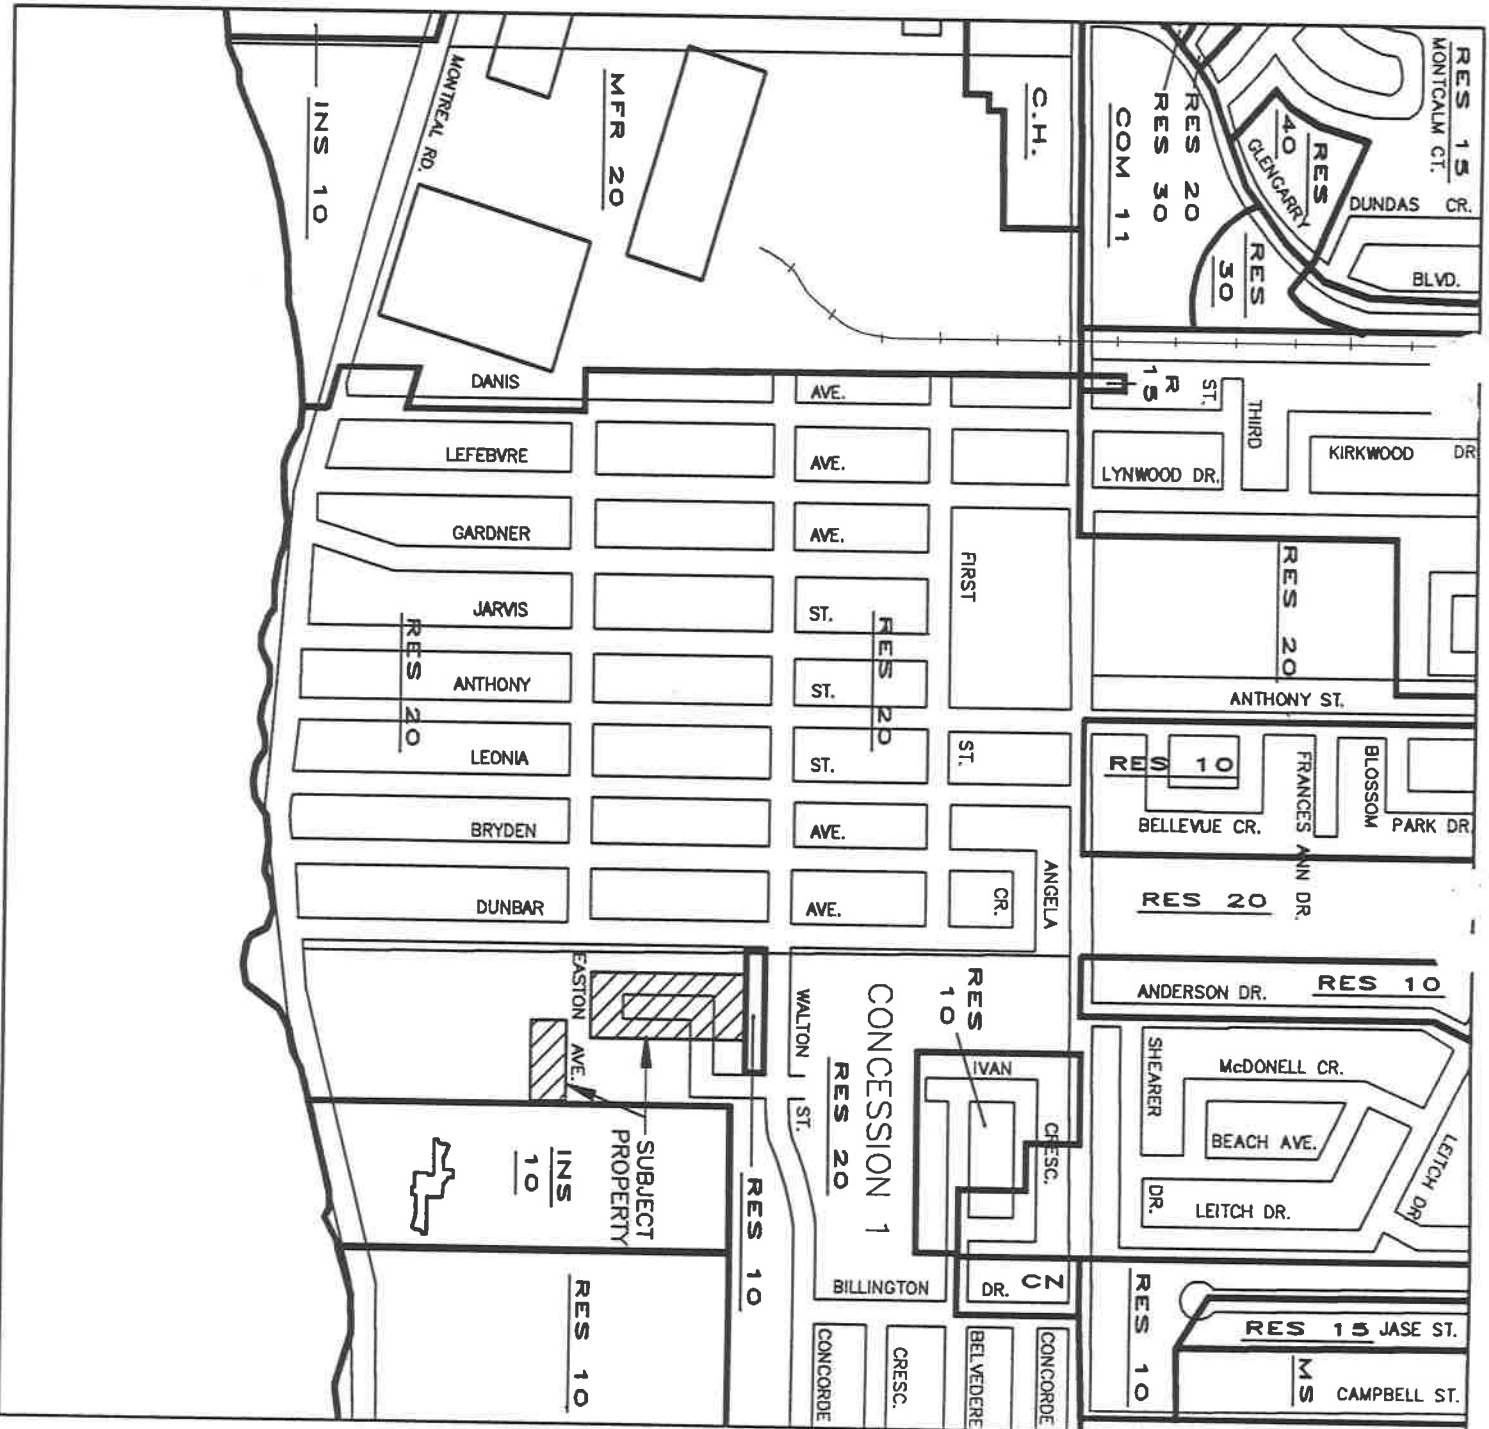 RES 15
MONTCALM CT.
RES
40
GLENGARRY
DUNDAS CR.
BLVD.
RES
30
RES 20
RES 30
COM 11
C.H.
MFR 20
MONTREAL RD.
INS 10
DANIS
AVE.
R
15
ST.
THIRD
KIRKWOOD DR
LYNWOOD DR.
LEFEBVRE
AVE.
GARDNER
AVE.
FIRST
ST.
RES 20
JARVIS
ST.
RES 20
RES 20
ANTHONY
ST.
ANTHONY ST.
LEONIA
ST.
RES 10
FRANCES ANN DR.
BLOSSOM
PARK DR
BELLEVUE CR.
BRYDEN
AVE.
DUNBAR
AVE.
CR.
ANGELA
RES 20
RES 10
ANDERSON DR.
EASTON AVE.
WALTON ST.
CONCESSION 1
RES 20
RES
10
IVAN
CRESC.
SHEARER
DR.
McDONELL CR.
BEACH AVE.
LEITCH DR.
LEITCH DR
SUBJECT
PROPERTY
INS
10
RES 10
RES 10
BILLINGTON
DR.
CN
RES 10
RES 15
JASE ST.
MS
CAMPBELL ST.
CONCORDE
CRESC.
BELVEDERE
CONCORDE